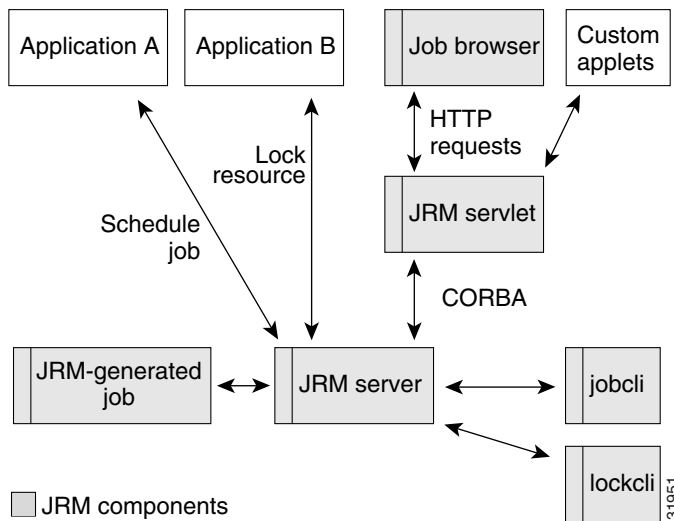 Application A
Application B
Job browser
Custom
applets
HTTP
requests
Lock
resource
JRM servlet
Schedule
job
CORBA
JRM-generated
job
JRM server
jobcli
lockcli
JRM components
31951